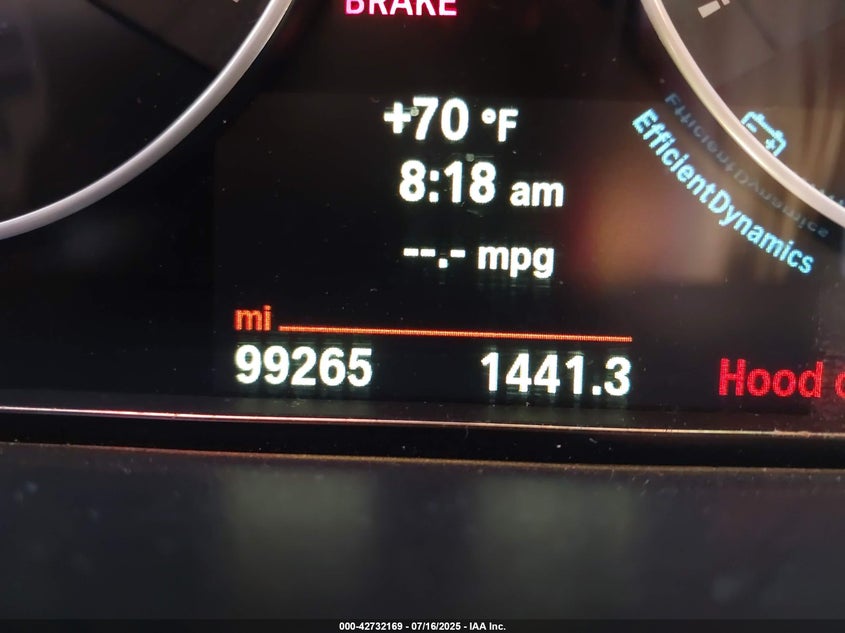 BRAKE
+70 °F
8:18 am
--.- mpg
EfficientDynamics
mi
99265 1441.3
Hood
000-42732169 - 07/16/2025 - IAA Inc.